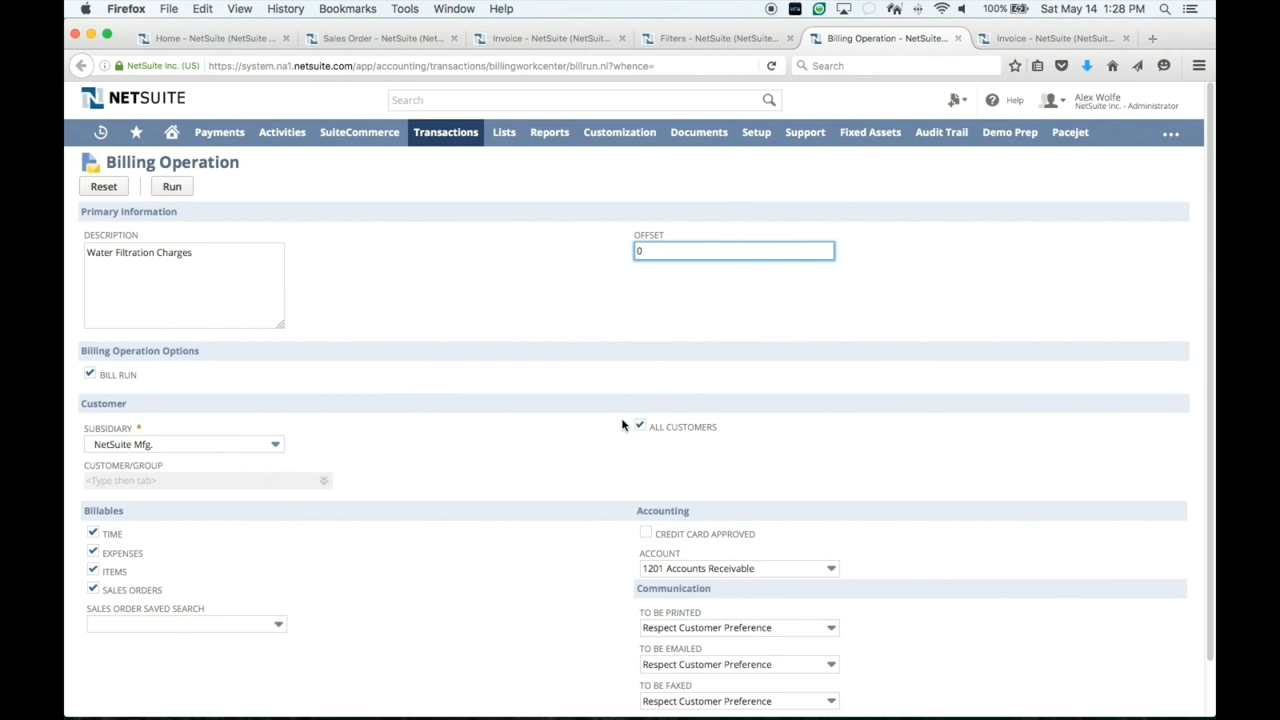 Firefox File Edit View History Bookmarks Tools Window Help 100% Sat May 14 1:28 PM
Home - NetSuite (NetSuite ... × Sales Order - NetSuite (Net... × Invoice - NetSuite (NetSuit... × Filters - NetSuite (NetSuit... × Billing Operation - NetSuite... × Invoice - NetSuite (NetSuit... × +
NetSuite Inc. (US) https://system.na1.netsuite.com/app/accounting/transactions/billingworkcenter/billrun.nl?whence= Search
NETSUITE Search Help Alex Wolfe
NetSuite Inc. - Administrator
Payments Activities SuiteCommerce Transactions Lists Reports Customization Documents Setup Support Fixed Assets Audit Trail Demo Prep Pacejet ...
Billing Operation
Reset Run
Primary Information
DESCRIPTION OFFSET
Water Filtration Charges 0
Billing Operation Options
BILL RUN
Customer
SUBSIDIARY * ALL CUSTOMERS
NetSuite Mfg.
CUSTOMER/GROUP
<Type then tab>
Billables Accounting
TIME CREDIT CARD APPROVED
EXPENSES ACCOUNT
ITEMS 1201 Accounts Receivable
SALES ORDERS Communication
SALES ORDER SAVED SEARCH TO BE PRINTED
Respect Customer Preference
TO BE EMAILED
Respect Customer Preference
TO BE FAXED
Respect Customer Preference